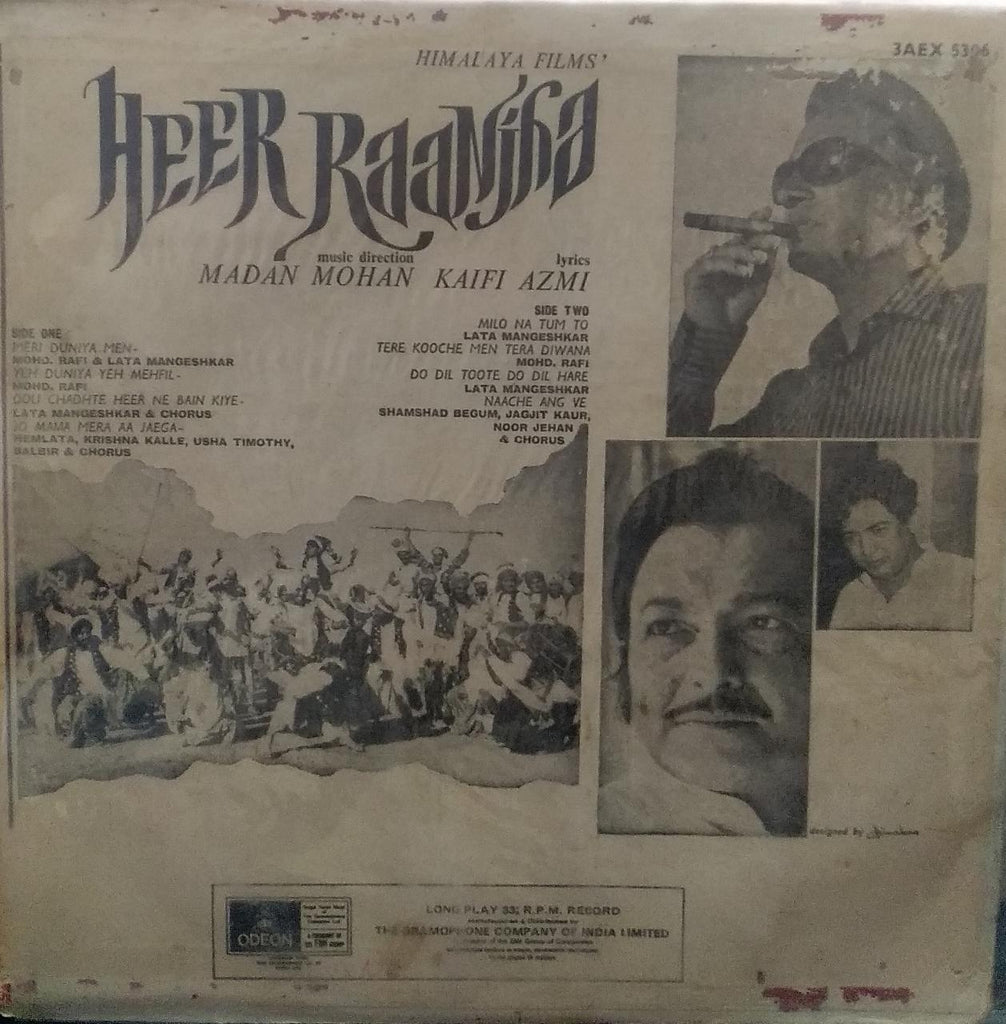 3AEX 5306
HIMALAYA FILMS'
HEER RAANJHA
music direction
MADAN MOHAN
lyrics
KAIFI AZMI
SIDE ONE
MERI DUNIYA MEN-
MOHD. RAFI & LATA MANGESHKAR
YEH DUNIYA YEH MEHFIL-
MOHD. RAFI
DOLI CHADHTE HEER NE BAIN KIYE-
LATA MANGESHKAR & CHORUS
JO MAMA MERA AA JAEGA-
HEMLATA, KRISHNA KALLE, USHA TIMOTHY,
BALBIR & CHORUS
SIDE TWO
MILO NA TUM TO
LATA MANGESHKAR
TERE KOOCHE MEN TERA DIWANA
MOHD. RAFI
DO DIL TOOTE DO DIL HARE
LATA MANGESHKAR
NAACHE ANG VE
SHAMSHAD BEGUM, JAGJIT KAUR,
NOOR JEHAN
& CHORUS
designed by
ODEON
LONG PLAY 33⅓ R.P.M. RECORD
THE GRAMOPHONE COMPANY OF INDIA LIMITED